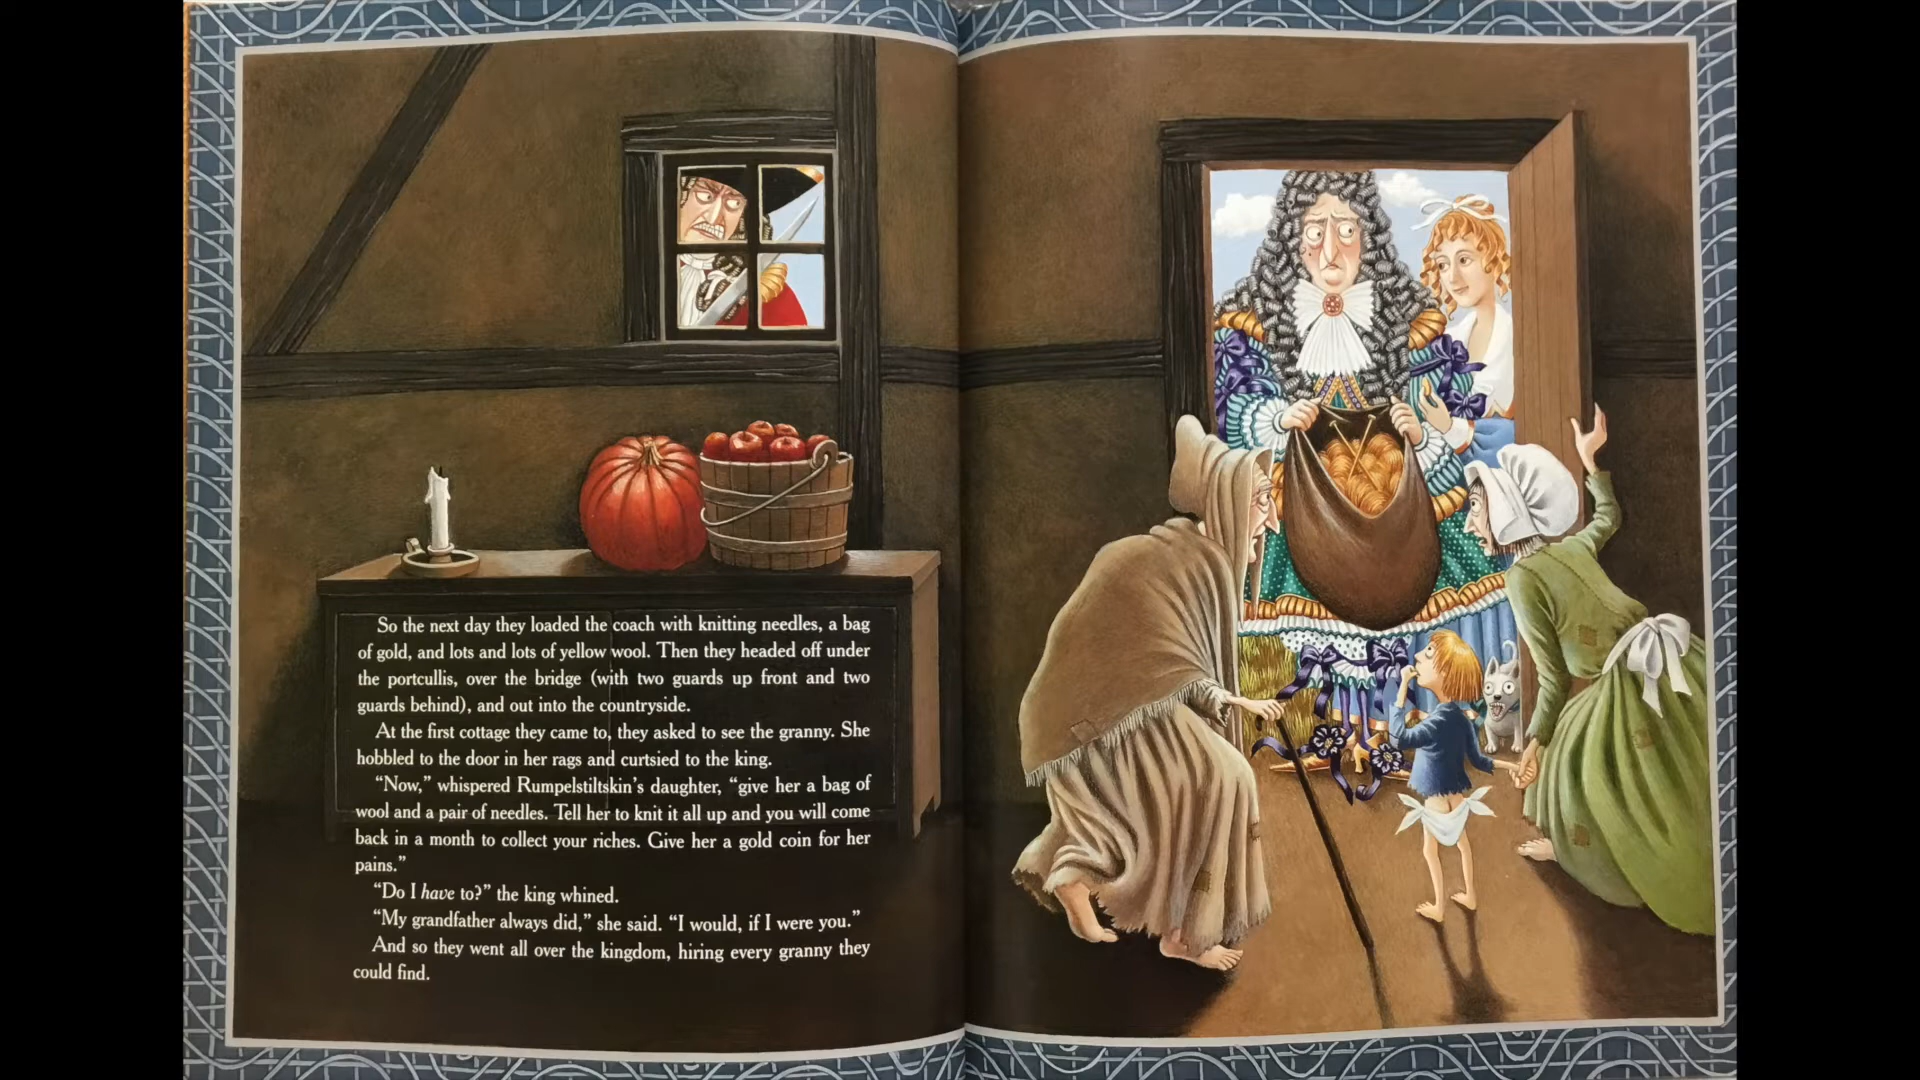 So the next day they loaded the coach with knitting needles, a bag
of gold, and lots and lots of yellow wool. Then they headed off under
the portcullis, over the bridge (with two guards up front and two
guards behind), and out into the countryside.
At the first cottage they came to, they asked to see the granny. She
hobbled to the door in her rags and curtsied to the king.
“Now,” whispered Rumpelstiltskin’s daughter, “give her a bag of
wool and a pair of needles. Tell her to knit it all up and you will come
back in a month to collect your riches. Give her a gold coin for her
pains.”
“Do I have to?” the king whined.
“My grandfather always did,” she said. “I would, if I were you.”
And so they went all over the kingdom, hiring every granny they
could find.